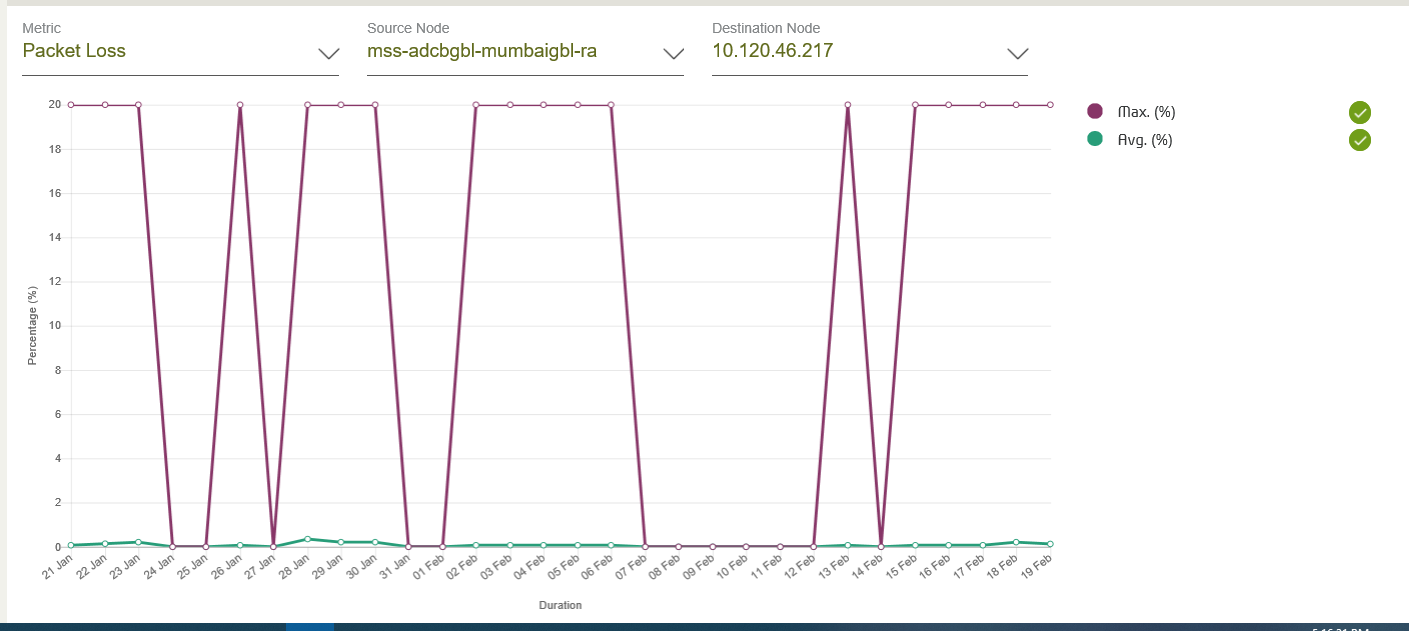 Metric
Source Node
Destination Node
Packet Loss
mss-adcbgbl-mumbaigbl-ra
10.120.46.217
Max. (%)
Avg. (%)
20
18
16
14
12
10
8
6
4
2
0
Percentage (%)
21 Jan
22 Jan
23 Jan
24 Jan
25 Jan
26 Jan
27 Jan
28 Jan
29 Jan
30 Jan
31 Jan
01 Feb
02 Feb
03 Feb
04 Feb
05 Feb
06 Feb
07 Feb
08 Feb
09 Feb
10 Feb
11 Feb
12 Feb
13 Feb
14 Feb
15 Feb
16 Feb
17 Feb
18 Feb
19 Feb
Duration